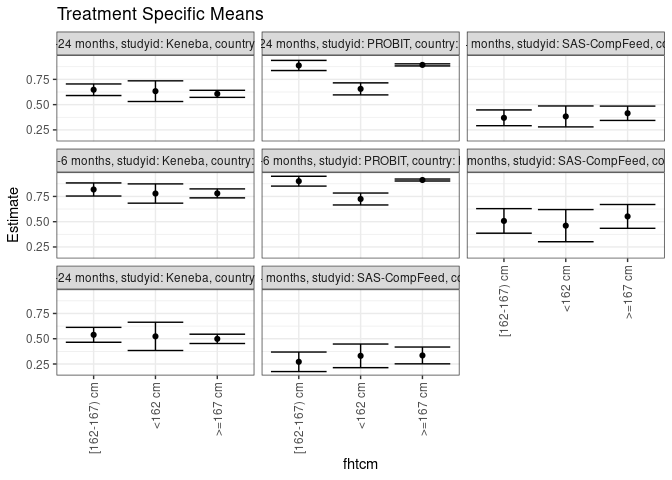 Treatment Specific Means
-24 months, studyid: Keneba, country
24 months, studyid: PROBIT, country:
studyid: SAS-CompFeed, co
0.75
0.50
0.25
-6 months, studyid: Keneba, country:
-6 months, studyid: PROBIT, country:
months, studyid: SAS-CompFeed, co
0.75
0.50
0.25
-24 months, studyid: Keneba, country
months, studyid: SAS-CompFeed, co
0.75
0.50
0.25
Estimate
[162-167) cm
<162 cm
>=167 cm
[162-167) cm
<162 cm
>=167 cm
[162-167) cm
<162 cm
>=167 cm
fhtcm